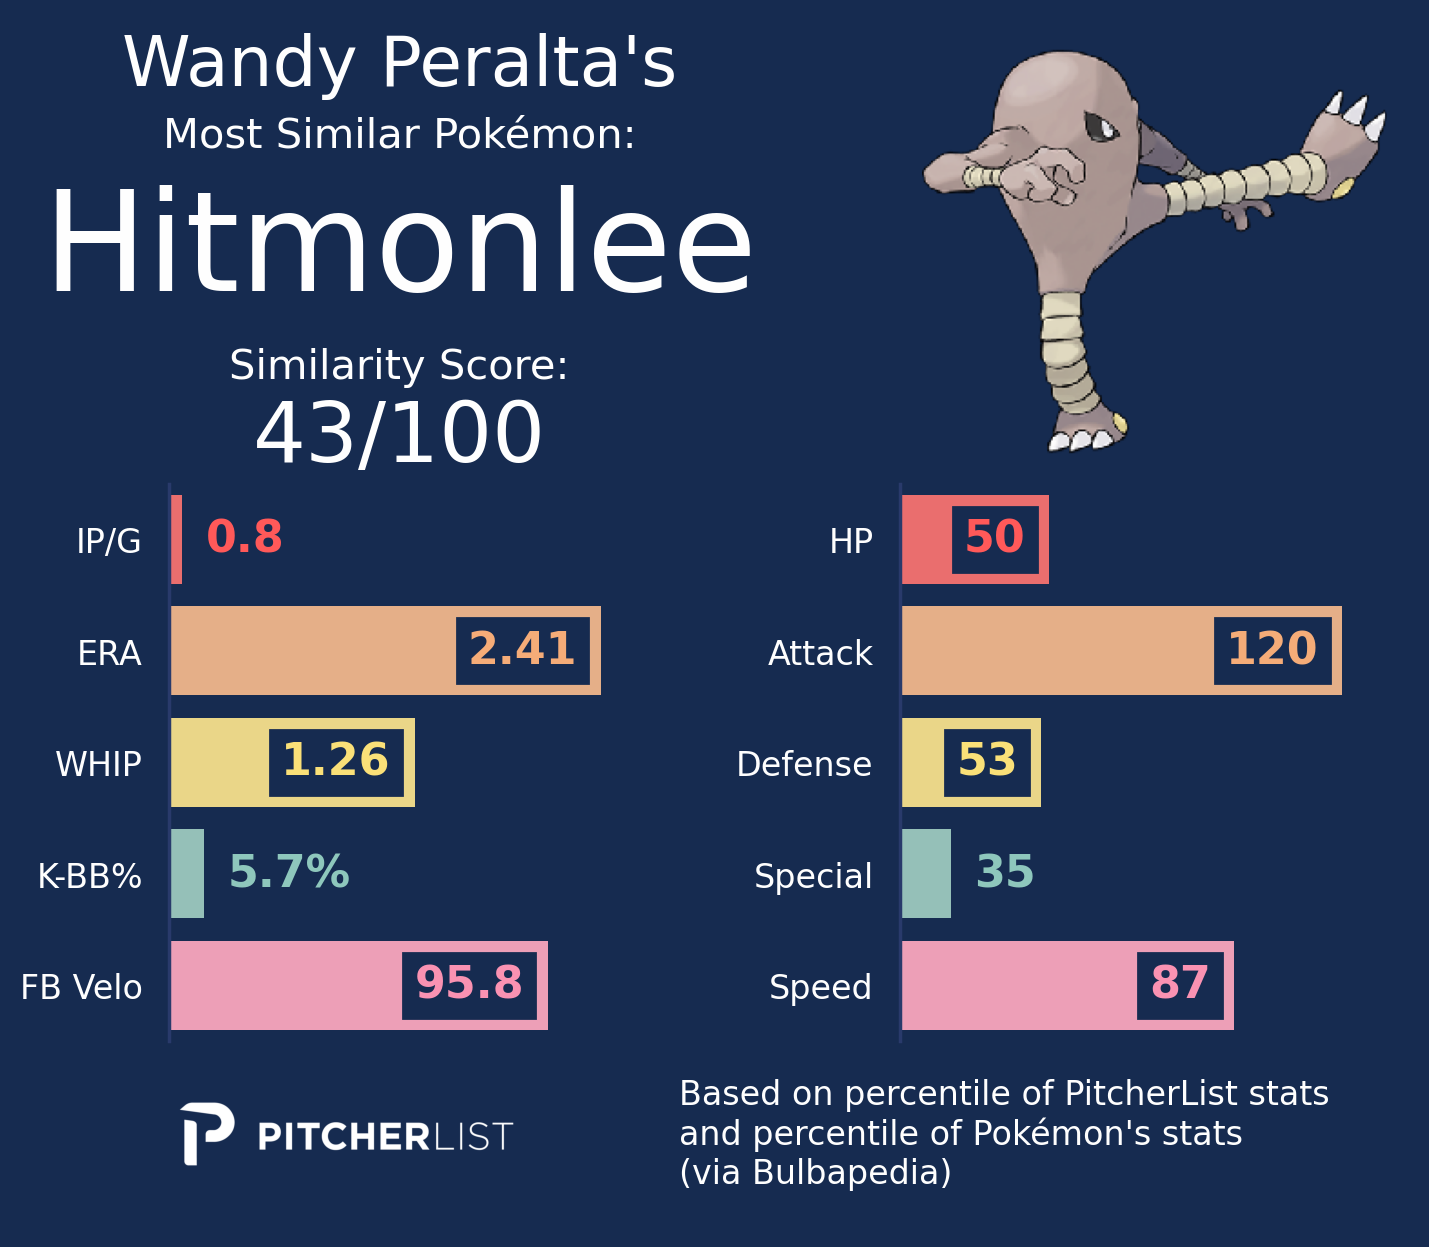 Wandy Peralta's
Most Similar Pokémon:
Hitmonlee
Similarity Score:
43/100
IP/G 0.8
ERA 2.41
WHIP 1.26
K-BB% 5.7%
FB Velo 95.8
HP 50
Attack 120
Defense 53
Special 35
Speed 87
PITCHERLIST
Based on percentile of PitcherList stats
and percentile of Pokémon's stats
(via Bulbapedia)